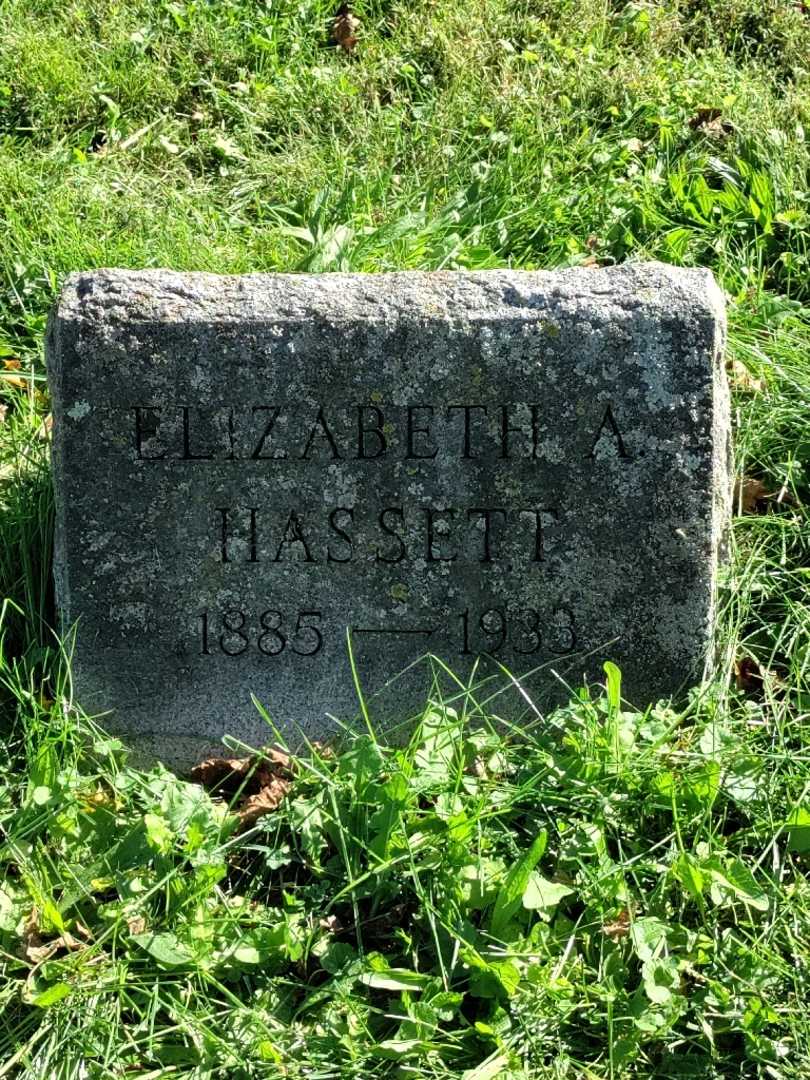 ELIZABETH A.
HASSETT
1885 — 1933